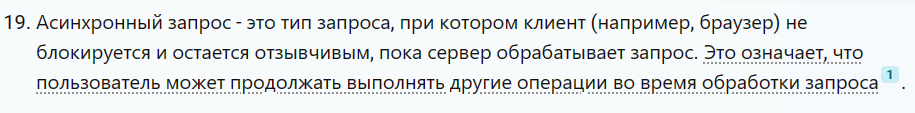 19. Асинхронный запрос - это тип запроса, при котором клиент (например, браузер) не
блокируется и остается отзывчивым, пока сервер обрабатывает запрос. Это означает, что
пользователь может продолжать выполнять другие операции во время обработки запроса 1 .